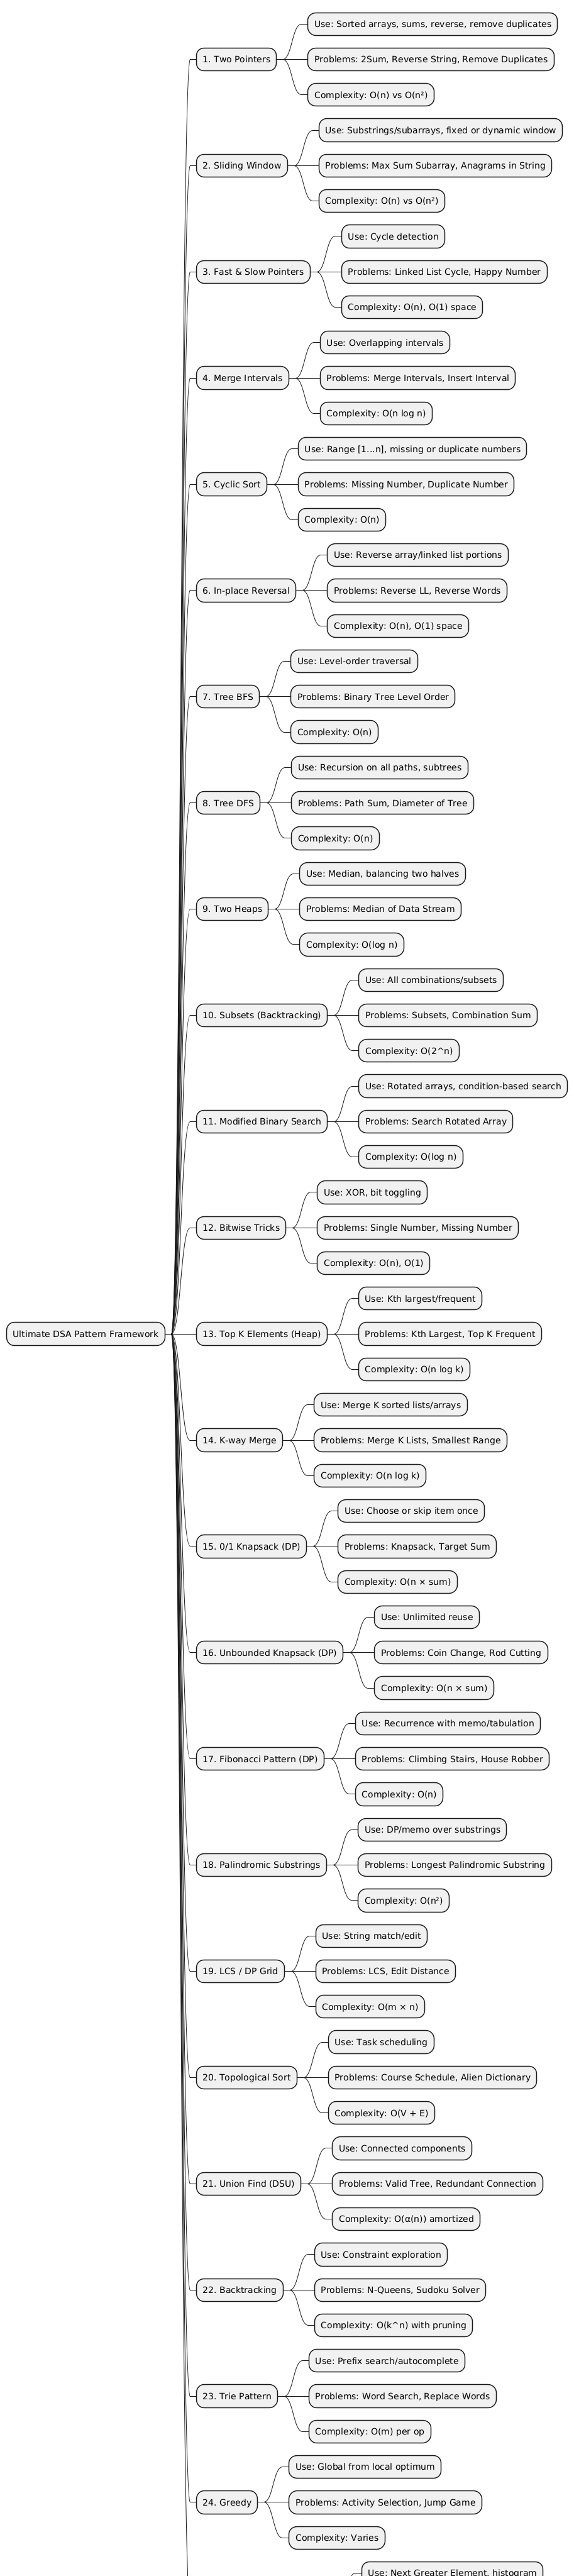 Ultimate DSA Pattern Framework
1. Two Pointers
Use: Sorted arrays, sums, reverse, remove duplicates
Problems: 2Sum, Reverse String, Remove Duplicates
Complexity: O(n) vs O(n²)
2. Sliding Window
Use: Substrings/subarrays, fixed or dynamic window
Problems: Max Sum Subarray, Anagrams in String
Complexity: O(n) vs O(n²)
3. Fast & Slow Pointers
Use: Cycle detection
Problems: Linked List Cycle, Happy Number
Complexity: O(n), O(1) space
4. Merge Intervals
Use: Overlapping intervals
Problems: Merge Intervals, Insert Interval
Complexity: O(n log n)
5. Cyclic Sort
Use: Range [1...n], missing or duplicate numbers
Problems: Missing Number, Duplicate Number
Complexity: O(n)
6. In-place Reversal
Use: Reverse array/linked list portions
Problems: Reverse LL, Reverse Words
Complexity: O(n), O(1) space
7. Tree BFS
Use: Level-order traversal
Problems: Binary Tree Level Order
Complexity: O(n)
8. Tree DFS
Use: Recursion on all paths, subtrees
Problems: Path Sum, Diameter of Tree
Complexity: O(n)
9. Two Heaps
Use: Median, balancing two halves
Problems: Median of Data Stream
Complexity: O(log n)
10. Subsets (Backtracking)
Use: All combinations/subsets
Problems: Subsets, Combination Sum
Complexity: O(2^n)
11. Modified Binary Search
Use: Rotated arrays, condition-based search
Problems: Search Rotated Array
Complexity: O(log n)
12. Bitwise Tricks
Use: XOR, bit toggling
Problems: Single Number, Missing Number
Complexity: O(n), O(1)
13. Top K Elements (Heap)
Use: Kth largest/frequent
Problems: Kth Largest, Top K Frequent
Complexity: O(n log k)
14. K-way Merge
Use: Merge K sorted lists/arrays
Problems: Merge K Lists, Smallest Range
Complexity: O(n log k)
15. 0/1 Knapsack (DP)
Use: Choose or skip item once
Problems: Knapsack, Target Sum
Complexity: O(n × sum)
16. Unbounded Knapsack (DP)
Use: Unlimited reuse
Problems: Coin Change, Rod Cutting
Complexity: O(n × sum)
17. Fibonacci Pattern (DP)
Use: Recurrence with memo/tabulation
Problems: Climbing Stairs, House Robber
Complexity: O(n)
18. Palindromic Substrings
Use: DP/memo over substrings
Problems: Longest Palindromic Substring
Complexity: O(n²)
19. LCS / DP Grid
Use: String match/edit
Problems: LCS, Edit Distance
Complexity: O(m × n)
20. Topological Sort
Use: Task scheduling
Problems: Course Schedule, Alien Dictionary
Complexity: O(V + E)
21. Union Find (DSU)
Use: Connected components
Problems: Valid Tree, Redundant Connection
Complexity: O(α(n)) amortized
22. Backtracking
Use: Constraint exploration
Problems: N-Queens, Sudoku Solver
Complexity: O(k^n) with pruning
23. Trie Pattern
Use: Prefix search/autocomplete
Problems: Word Search, Replace Words
Complexity: O(m) per op
24. Greedy
Use: Global from local optimum
Problems: Activity Selection, Jump Game
Complexity: Varies
Use: Next Greater Element, histogram